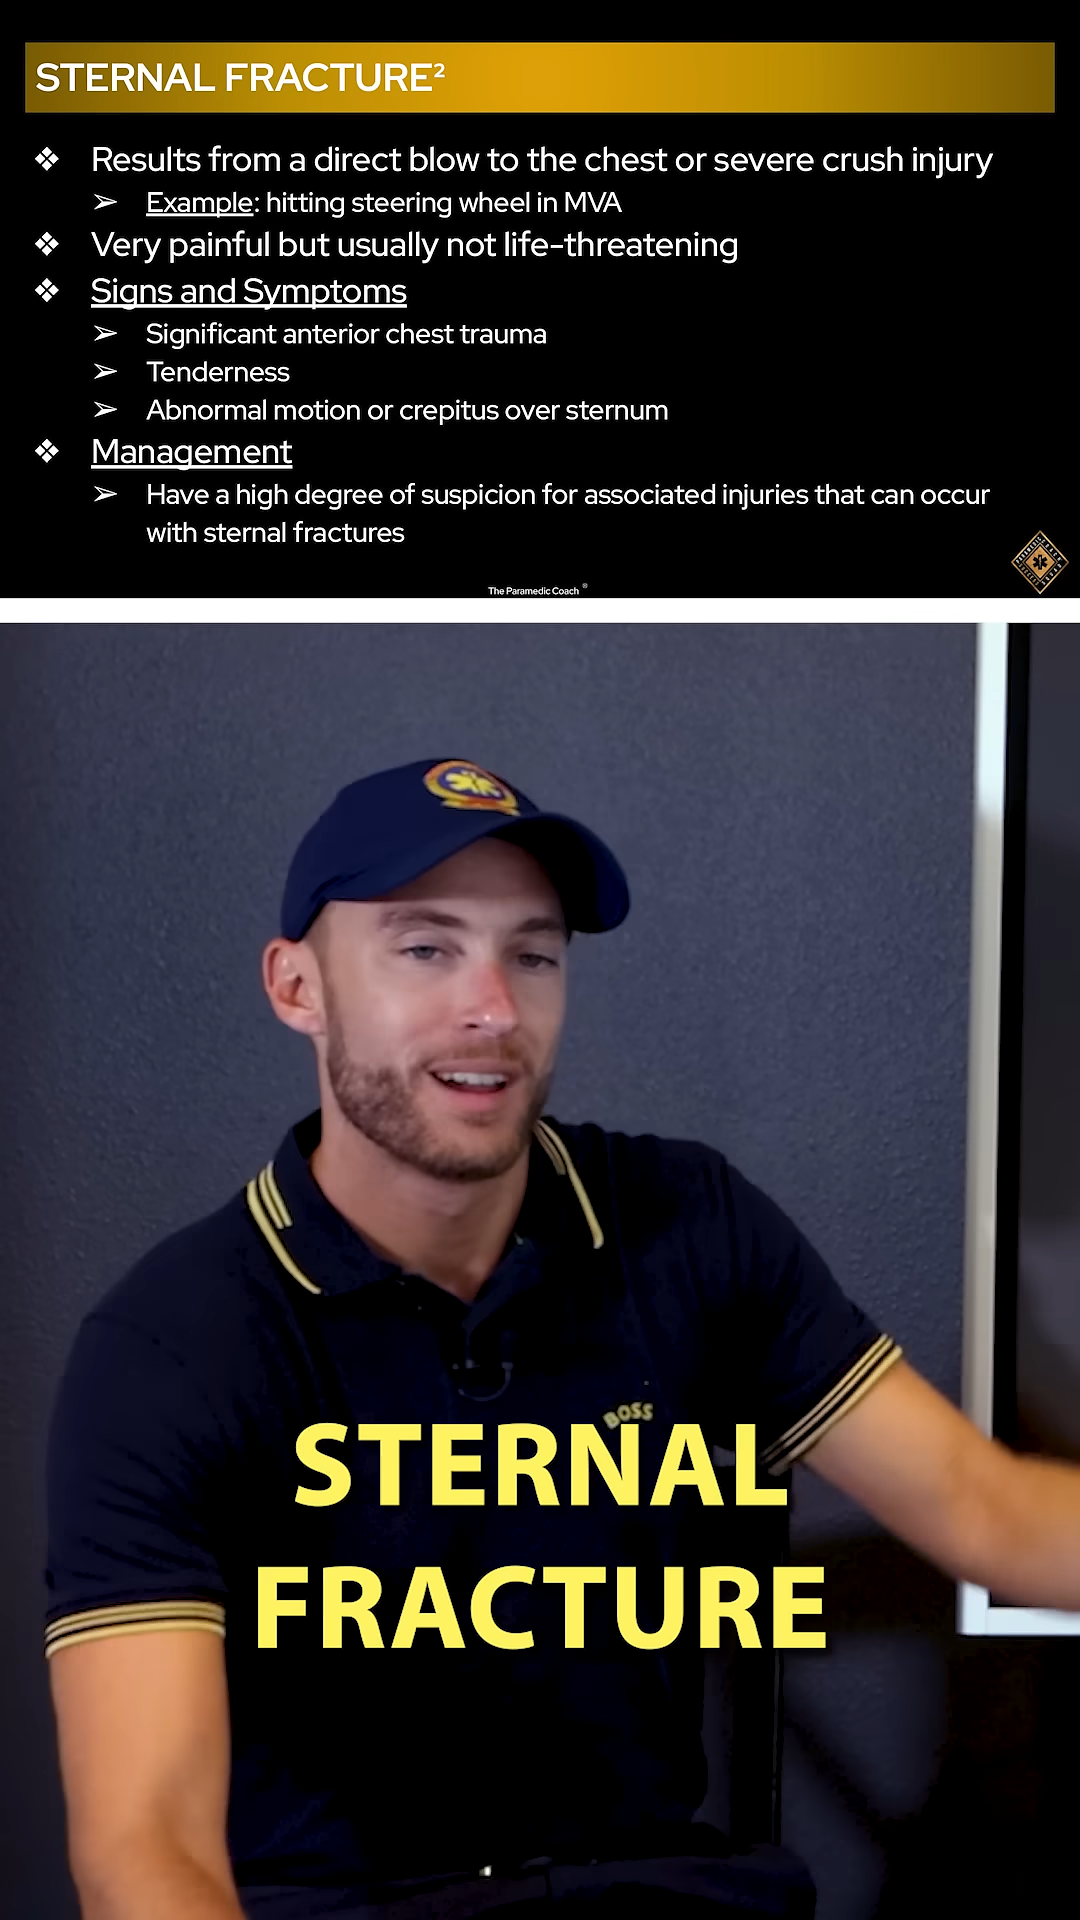 STERNAL FRACTURE²
❖ Results from a direct blow to the chest or severe crush injury
➢ Example: hitting steering wheel in MVA
❖ Very painful but usually not life-threatening
❖ Signs and Symptoms
➢ Significant anterior chest trauma
➢ Tenderness
➢ Abnormal motion or crepitus over sternum
❖ Management
➢ Have a high degree of suspicion for associated injuries that can occur
with sternal fractures
The Paramedic Coach ®
BOSS
STERNAL
FRACTURE